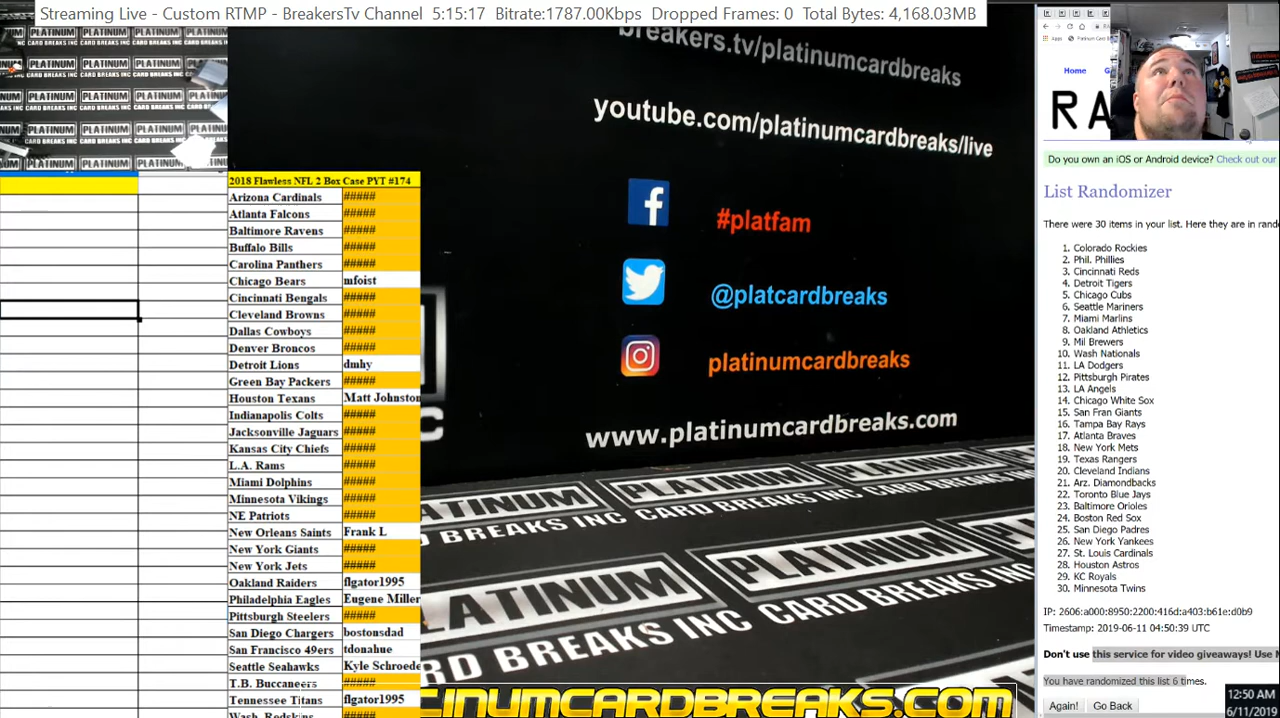 Streaming Live - Custom RTMP - BreakersTv Channel 5:15:17 Bitrate:1787.00Kbps Dropped Frames: 0 Total Bytes: 4,168.03MB
breakers.tv/platinumcardbreaks
youtube.com/platinumcardbreaks/live
#platfam
@platcardbreaks
platinumcardbreaks
www.platinumcardbreaks.com
2018 Flawless NFL 2 Box Case PYT #174
Arizona Cardinals #####
Atlanta Falcons #####
Baltimore Ravens #####
Buffalo Bills #####
Carolina Panthers #####
Chicago Bears mfoist
Cincinnati Bengals #####
Cleveland Browns #####
Dallas Cowboys #####
Denver Broncos #####
Detroit Lions dmhy
Green Bay Packers #####
Houston Texans Matt Johnston
Indianapolis Colts #####
Jacksonville Jaguars #####
Kansas City Chiefs #####
L.A. Rams #####
Miami Dolphins #####
Minnesota Vikings #####
NE Patriots #####
New Orleans Saints Frank L
New York Giants #####
New York Jets #####
Oakland Raiders flgator1995
Philadelphia Eagles Eugene Miller
Pittsburgh Steelers #####
San Diego Chargers bostonsdad
San Francisco 49ers tdonahue
Seattle Seahawks Kyle Schroede
T.B. Buccaneers #####
Tennessee Titans flgator1995
Wash. Redskins #####
PLATINUM
CARD BREAKS INC
CINUMCARDBREAKS.COM
Apps
Home
RA
Do you own an iOS or Android device? Check out our
List Randomizer
There were 30 items in your list. Here they are in rand
1. Colorado Rockies
2. Phil. Phillies
3. Cincinnati Reds
4. Detroit Tigers
5. Chicago Cubs
6. Seattle Mariners
7. Miami Marlins
8. Oakland Athletics
9. Mil Brewers
10. Wash Nationals
11. LA Dodgers
12. Pittsburgh Pirates
13. LA Angels
14. Chicago White Sox
15. San Fran Giants
16. Tampa Bay Rays
17. Atlanta Braves
18. New York Mets
19. Texas Rangers
20. Cleveland Indians
21. Arz. Diamondbacks
22. Toronto Blue Jays
23. Baltimore Orioles
24. Boston Red Sox
25. San Diego Padres
26. New York Yankees
27. St. Louis Cardinals
28. Houston Astros
29. KC Royals
30. Minnesota Twins
IP: 2606:a000:8950:2200:416d:a403:b61e:d0b9
Timestamp: 2019-06-11 04:50:39 UTC
Don't use this service for video giveaways! Use
You have randomized this list 6 times.
Again! Go Back
12:50 AM
6/11/2019